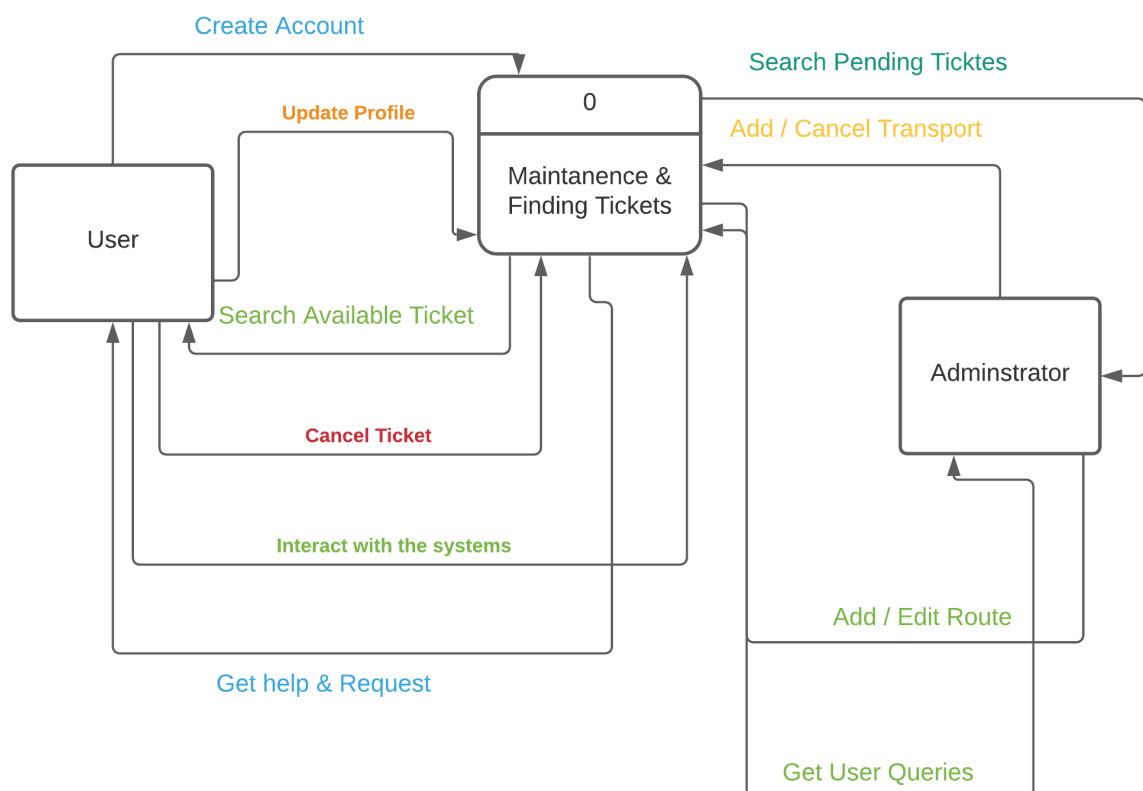 Create Account
Search Pending Ticktes
0
Update Profile
Add / Cancel Transport
Maintanence &
Finding Tickets
User
Search Available Ticket
Adminstrator
Cancel Ticket
Interact with the systems
Add / Edit Route
Get help & Request
Get User Queries